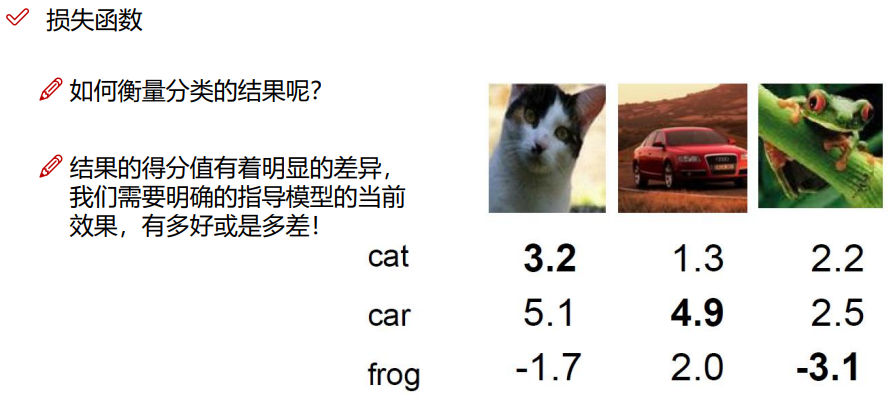 损失函数
如何衡量分类的结果呢？
结果的得分值有着明显的差异，
我们需要明确的指导模型的当前
效果，有多好或是多差！
cat 3.2 1.3 2.2
car 5.1 4.9 2.5
frog -1.7 2.0 -3.1